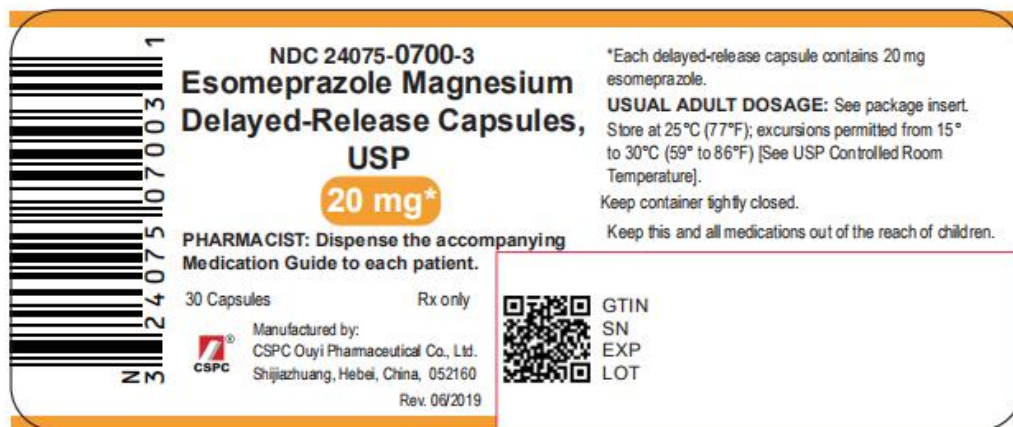 NDC 24075-0700-3
Esomeprazole Magnesium
Delayed-Release Capsules,
USP
20 mg*
PHARMACIST: Dispense the accompanying
Medication Guide to each patient.
30 Capsules Rx only
CSPC ®
Manufactured by:
CSPC Ouyi Pharmaceutical Co., Ltd.
Shijiazhuang, Hebei, China, 052160
Rev. 06/2019
*Each delayed-release capsule contains 20 mg
esomeprazole.
USUAL ADULT DOSAGE: See package insert.
Store at 25°C (77°F); excursions permitted from 15°
to 30°C (59° to 86°F) [See USP Controlled Room
Temperature].
Keep container tightly closed.
Keep this and all medications out of the reach of children.
GTIN
SN
EXP
LOT
N 3 24075 07003 1